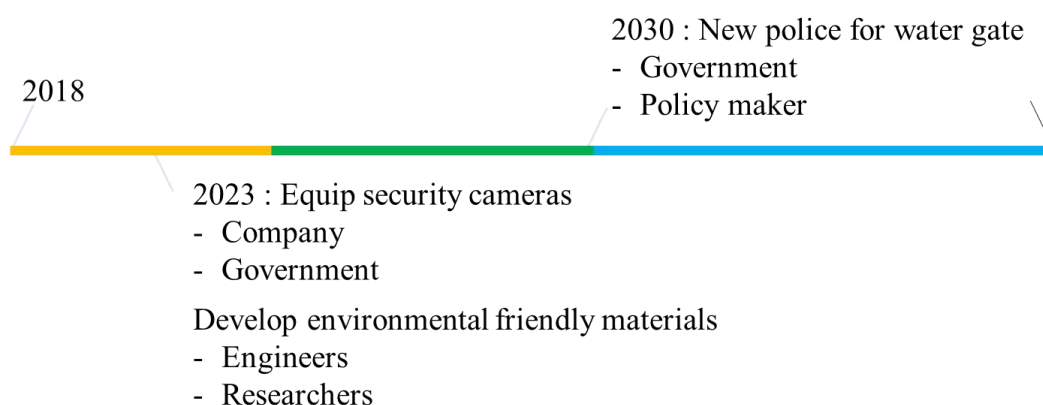 2018
2030 : New police for water gate
- Government
- Policy maker
2023 : Equip security cameras
- Company
- Government
Develop environmental friendly materials
- Engineers
- Researchers